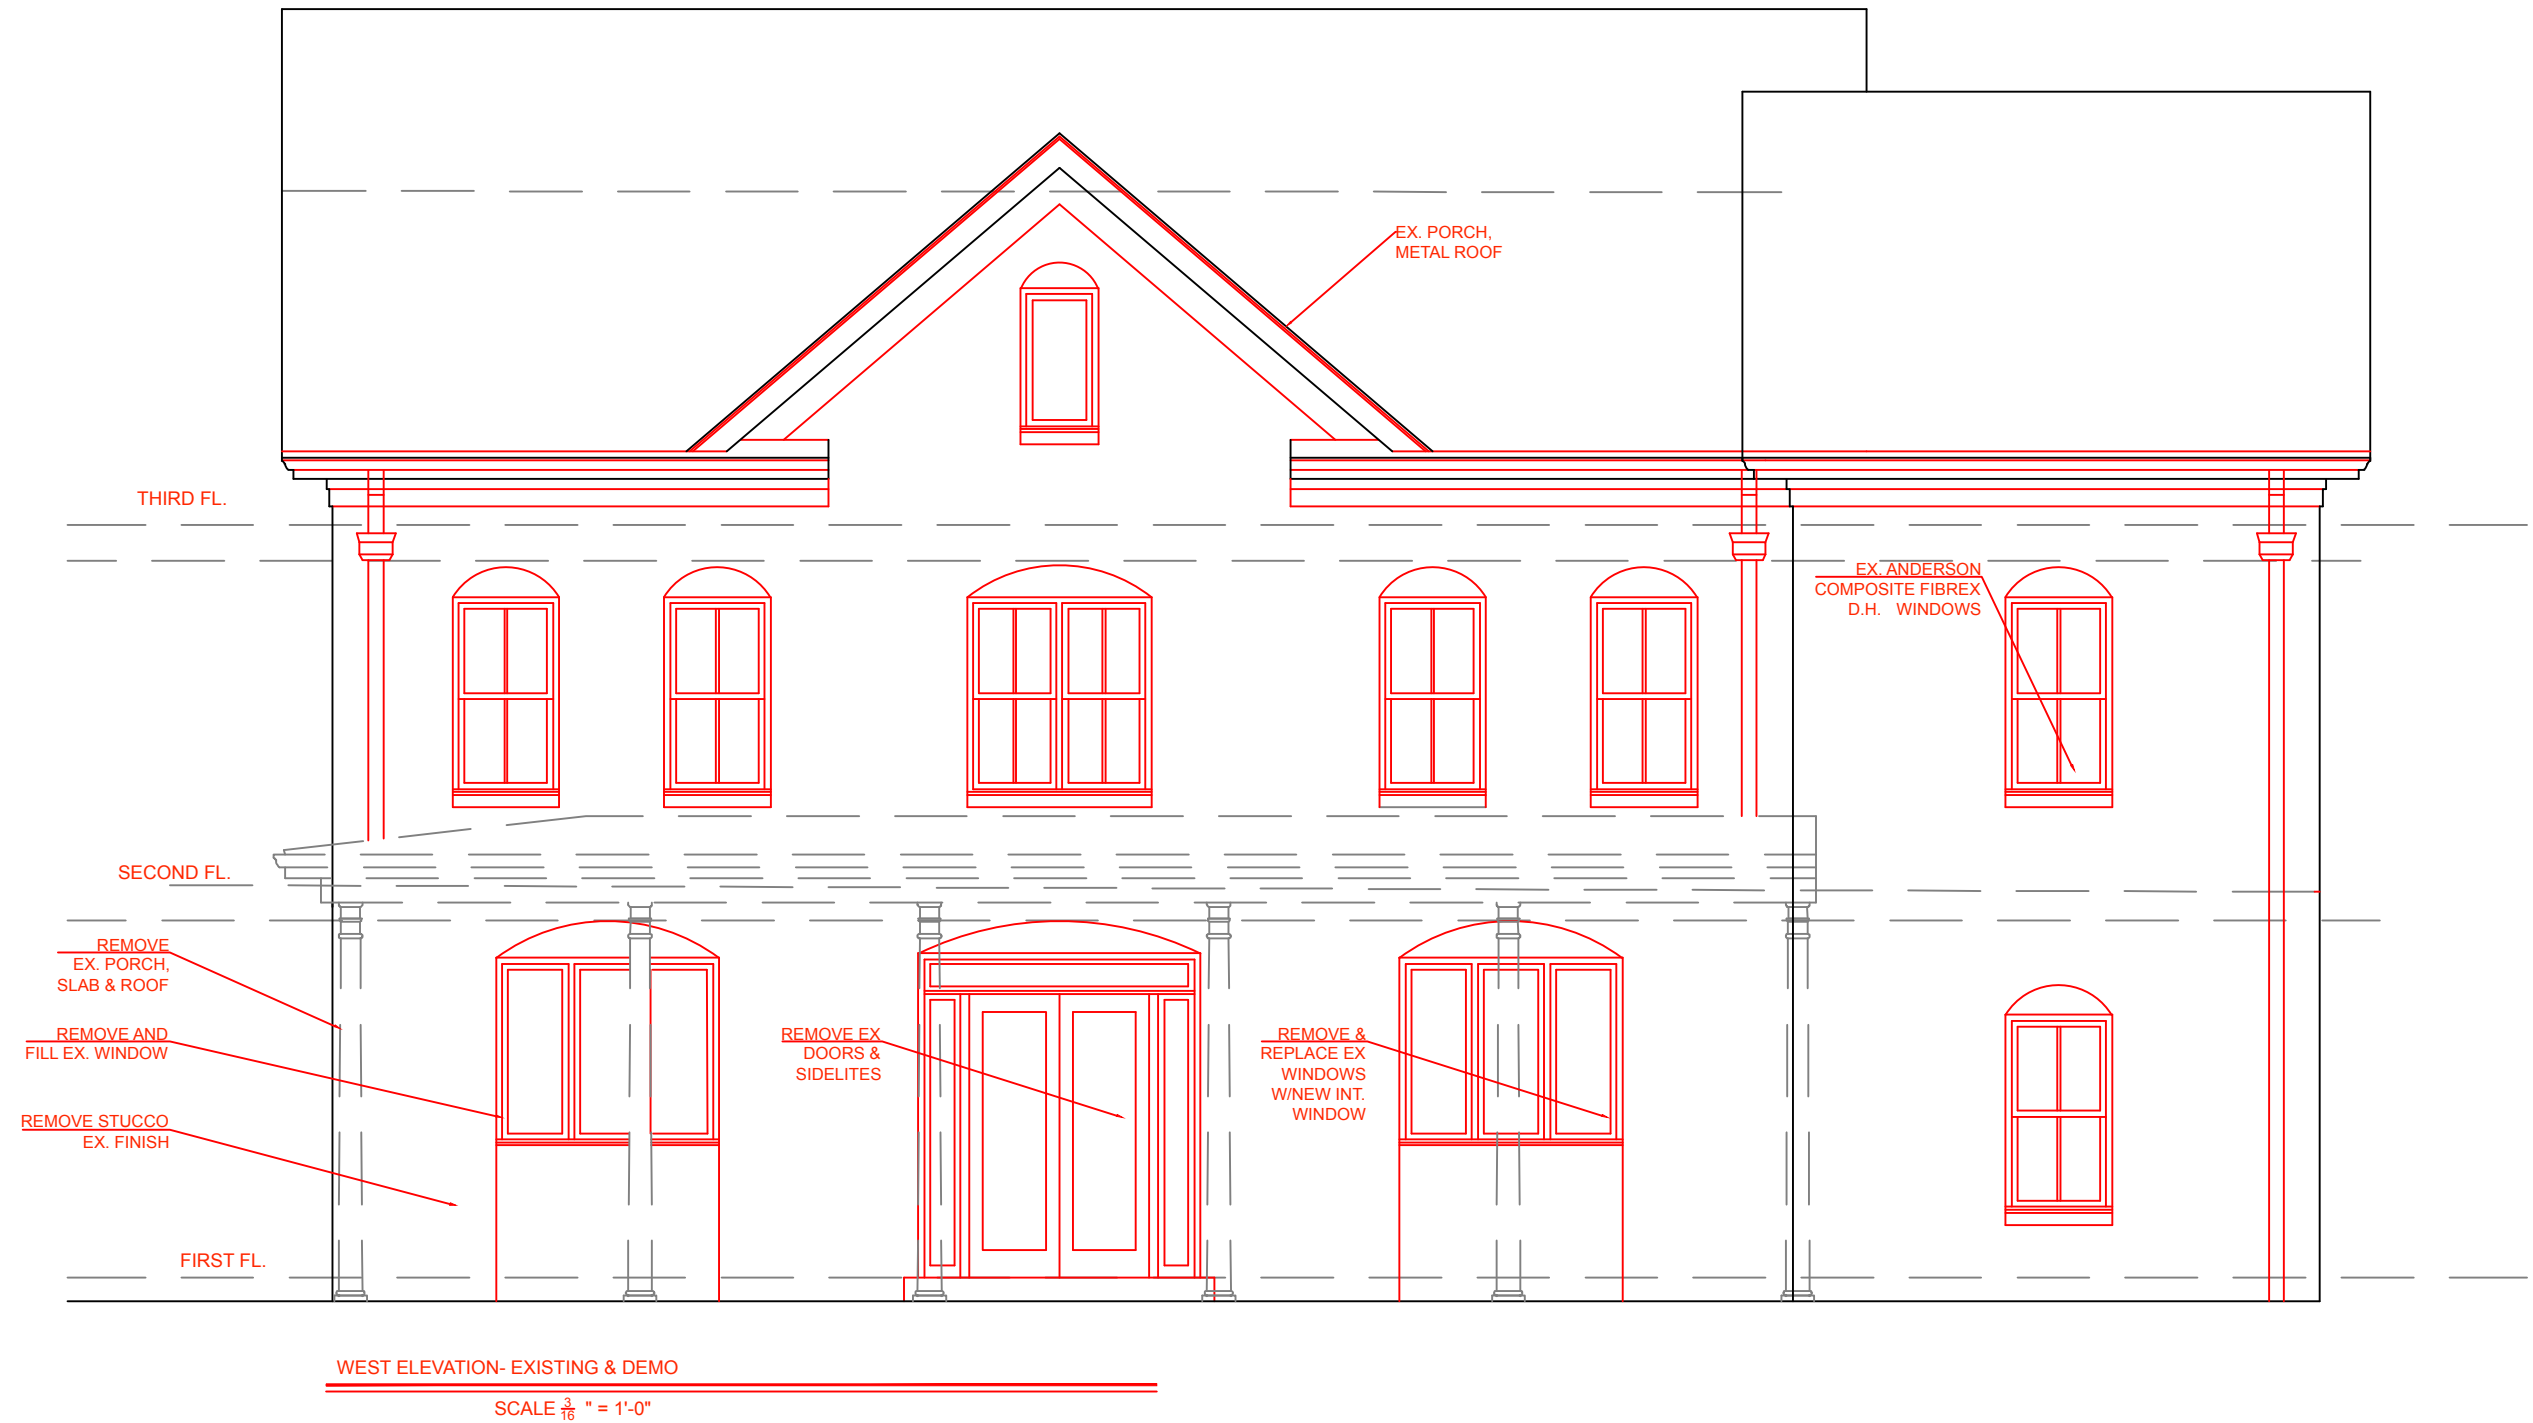 EX. PORCH,
METAL ROOF
THIRD FL.
EX. ANDERSON
COMPOSITE FIBREX
D.H. WINDOWS
SECOND FL.
REMOVE
EX. PORCH,
SLAB & ROOF
REMOVE AND
FILL EX. WINDOW
REMOVE EX
DOORS &
SIDELITES
REMOVE &
REPLACE EX
WINDOWS
W/NEW INT.
WINDOW
REMOVE STUCCO
EX. FINISH
FIRST FL.
WEST ELEVATION- EXISTING & DEMO
SCALE 3/16 " = 1'-0"